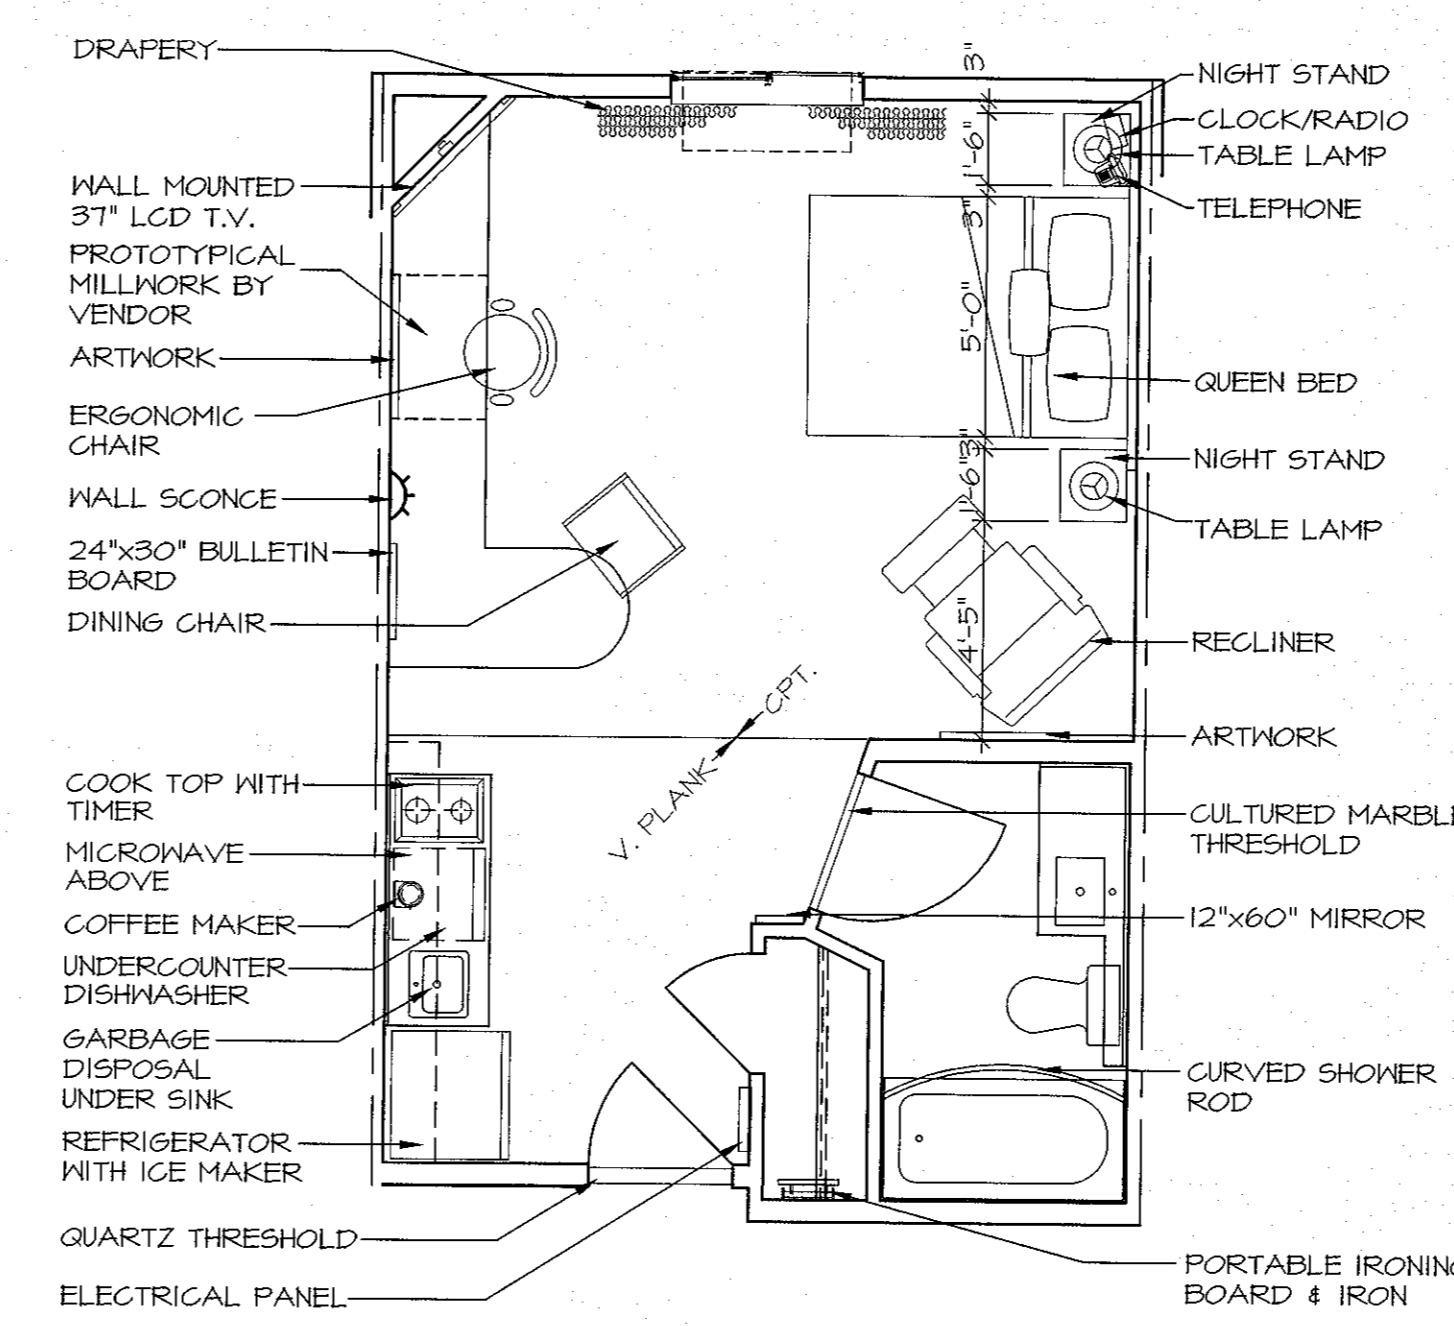 DRAPERY
WALL MOUNTED
37" LCD T.V.
PROTOTYPICAL
MILLWORK BY
VENDOR
ARTWORK
ERGONOMIC
CHAIR
WALL SCONCE
24"x30" BULLETIN
BOARD
DINING CHAIR
COOK TOP WITH
TIMER
MICROWAVE
ABOVE
COFFEE MAKER
UNDERCOUNTER
DISHWASHER
GARBAGE
DISPOSAL
UNDER SINK
REFRIGERATOR
WITH ICE MAKER
QUARTZ THRESHOLD
ELECTRICAL PANEL
3"
1'-6"
3"
5'-0"
3"
1'-6"
4'-5"
CPT.
V. PLANK
NIGHT STAND
CLOCK/RADIO
TABLE LAMP
TELEPHONE
QUEEN BED
NIGHT STAND
TABLE LAMP
RECLINER
ARTWORK
CULTURED MARBLE
THRESHOLD
12"x60" MIRROR
CURVED SHOWER
ROD
PORTABLE IRONING
BOARD & IRON